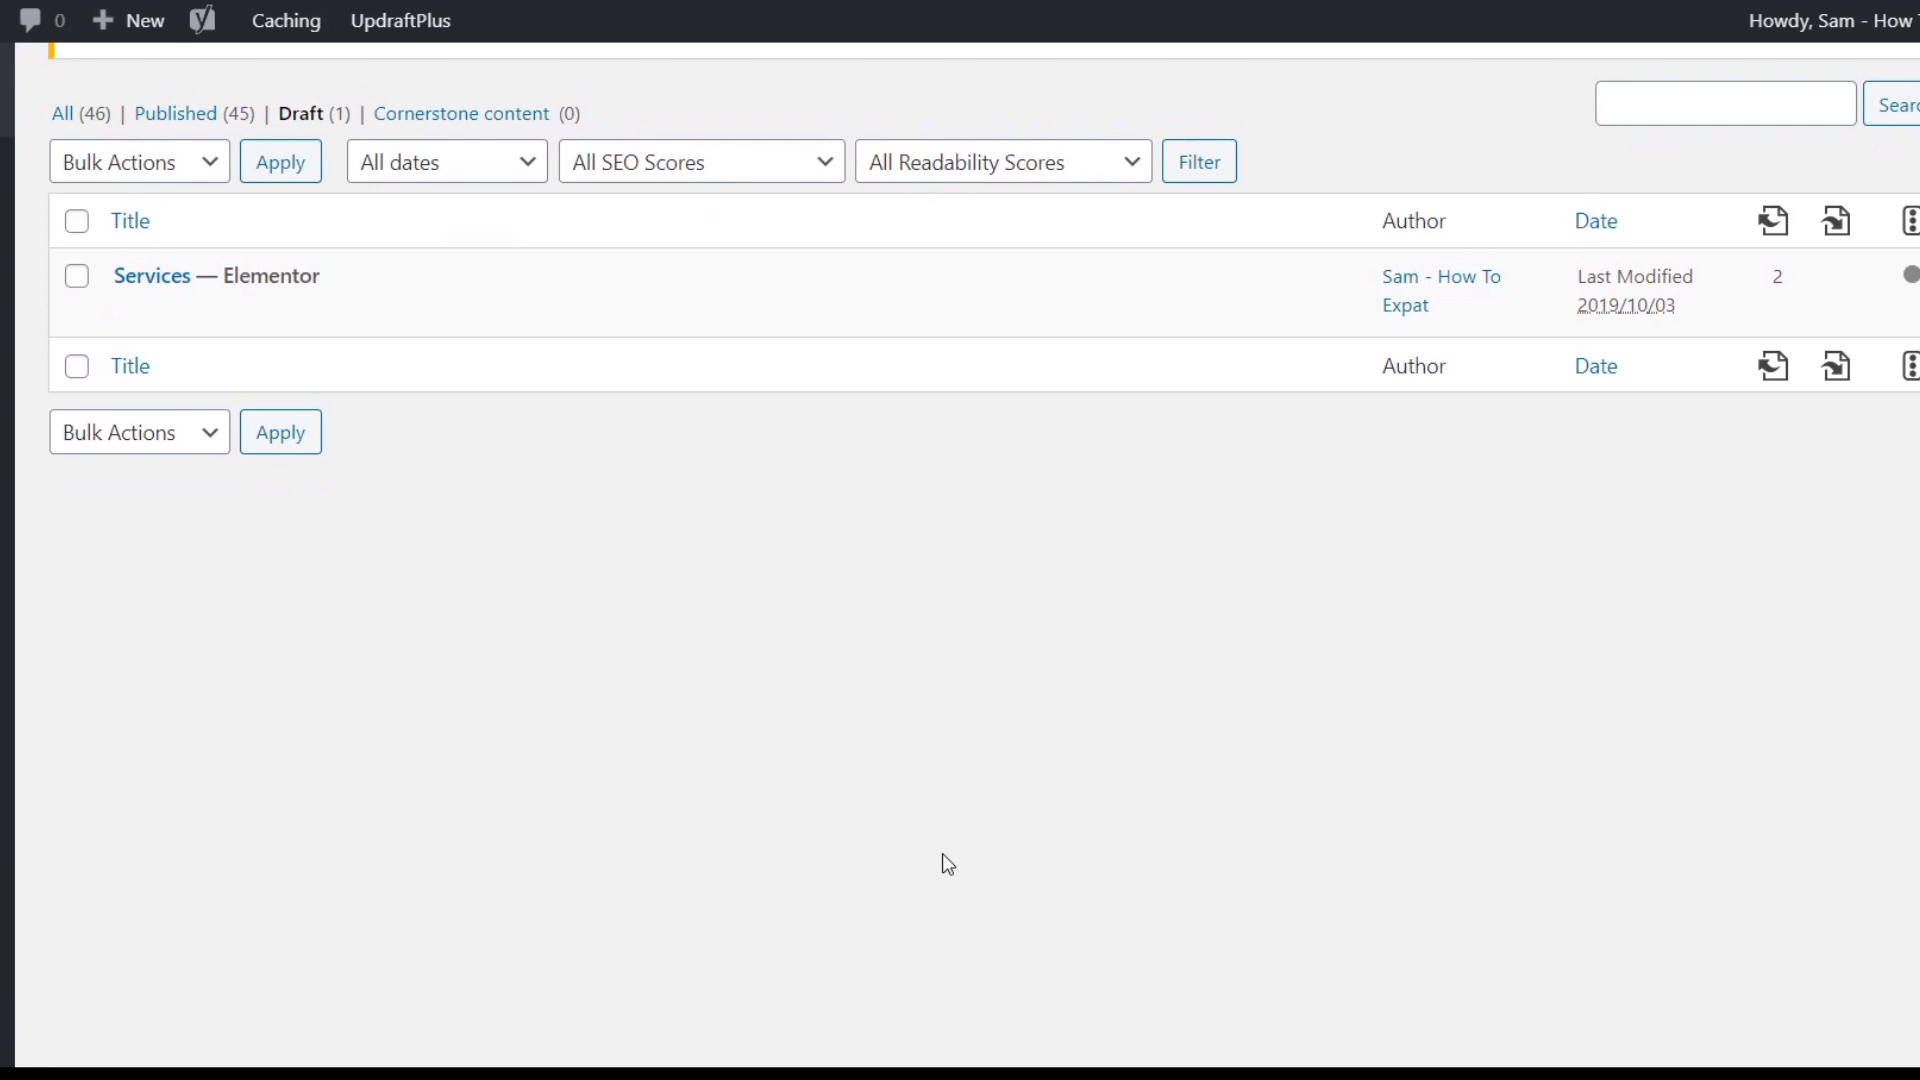 0 New Caching UpdraftPlus Howdy, Sam - How
All (46) | Published (45) | Draft (1) | Cornerstone content (0)
Bulk Actions Apply All dates All SEO Scores All Readability Scores Filter
Title Author Date
Services — Elementor Sam - How To Last Modified 2
Expat 2019/10/03
Title Author Date
Bulk Actions Apply